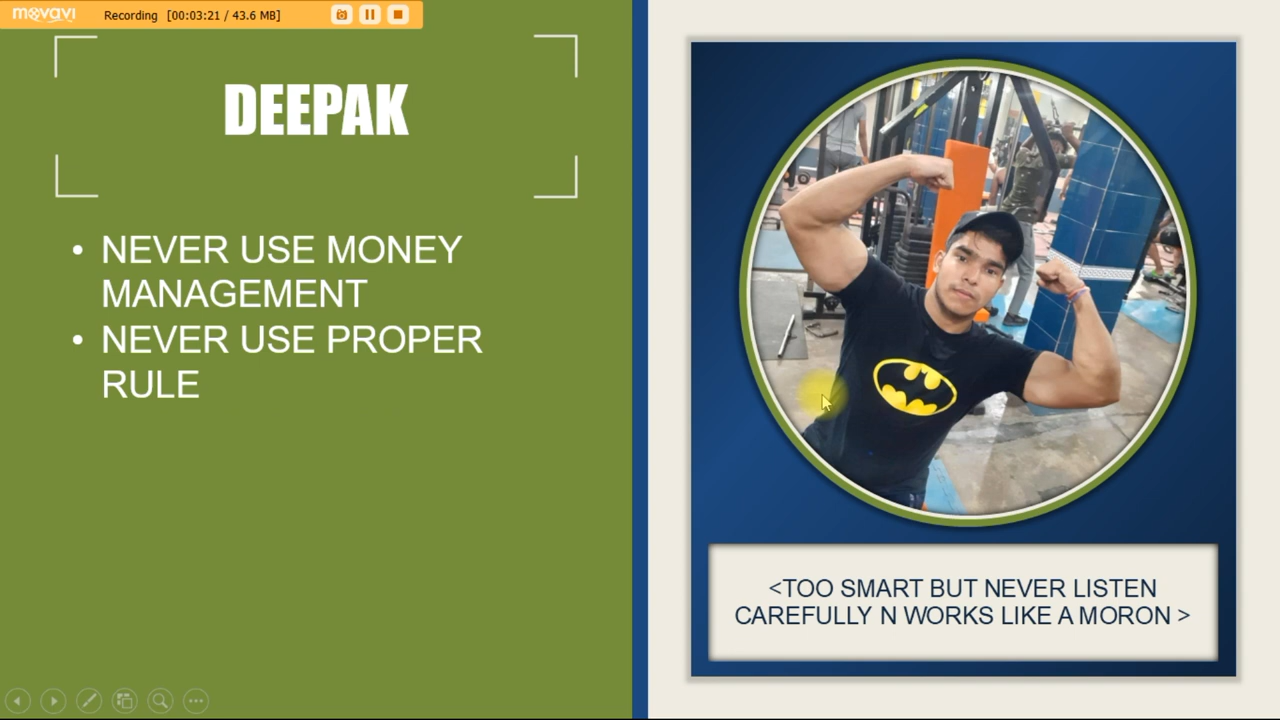 movavi Recording [00:03:21 / 43.6 MB]
DEEPAK
• NEVER USE MONEY
MANAGEMENT
• NEVER USE PROPER
RULE
<TOO SMART BUT NEVER LISTEN
CAREFULLY N WORKS LIKE A MORON >